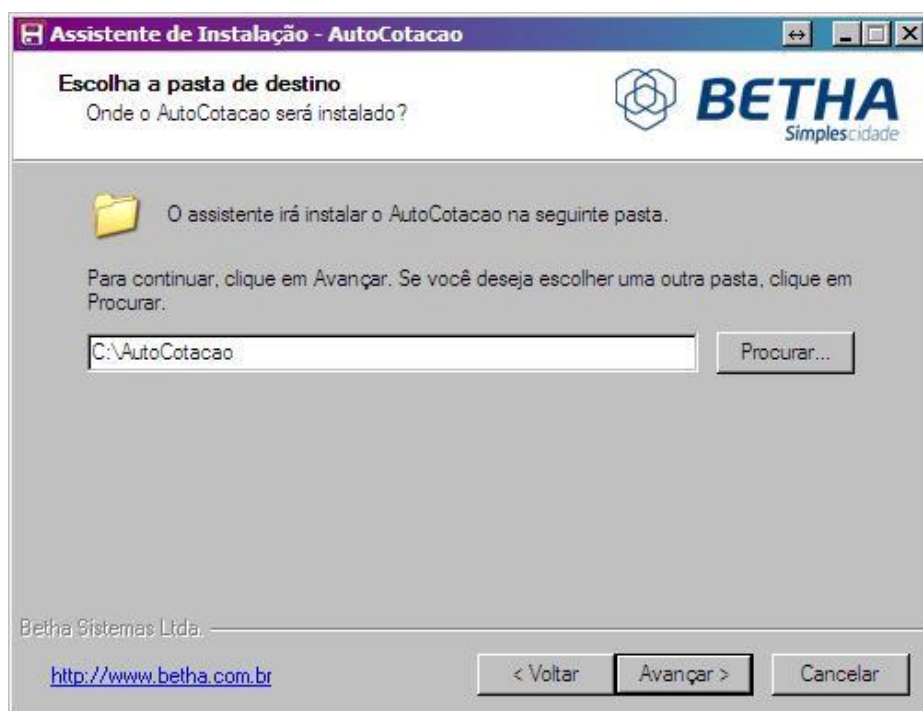 Assistente de Instalação - AutoCotacao
Escolha a pasta de destino
Onde o AutoCotacao será instalado?
BETHA
Simplescidade
O assistente irá instalar o AutoCotacao na seguinte pasta.
Para continuar, clique em Avançar. Se você deseja escolher uma outra pasta, clique em
Procurar.
C:\AutoCotacao
Procurar...
Betha Sistemas Ltda.
http://www.betha.com.br
< Voltar
Avançar >
Cancelar